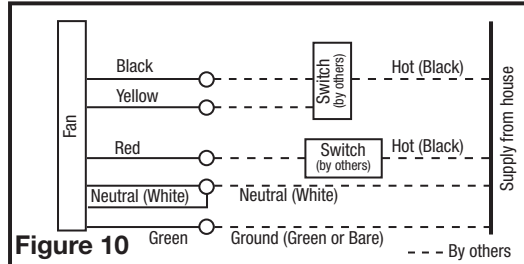 Black
Hot (Black)
Yellow
Switch
(by others)
Fan
Red
Switch
(by others)
Hot (Black)
Neutral (White)
Neutral (White)
Supply from house
Green
Ground (Green or Bare)
Figure 10
By others